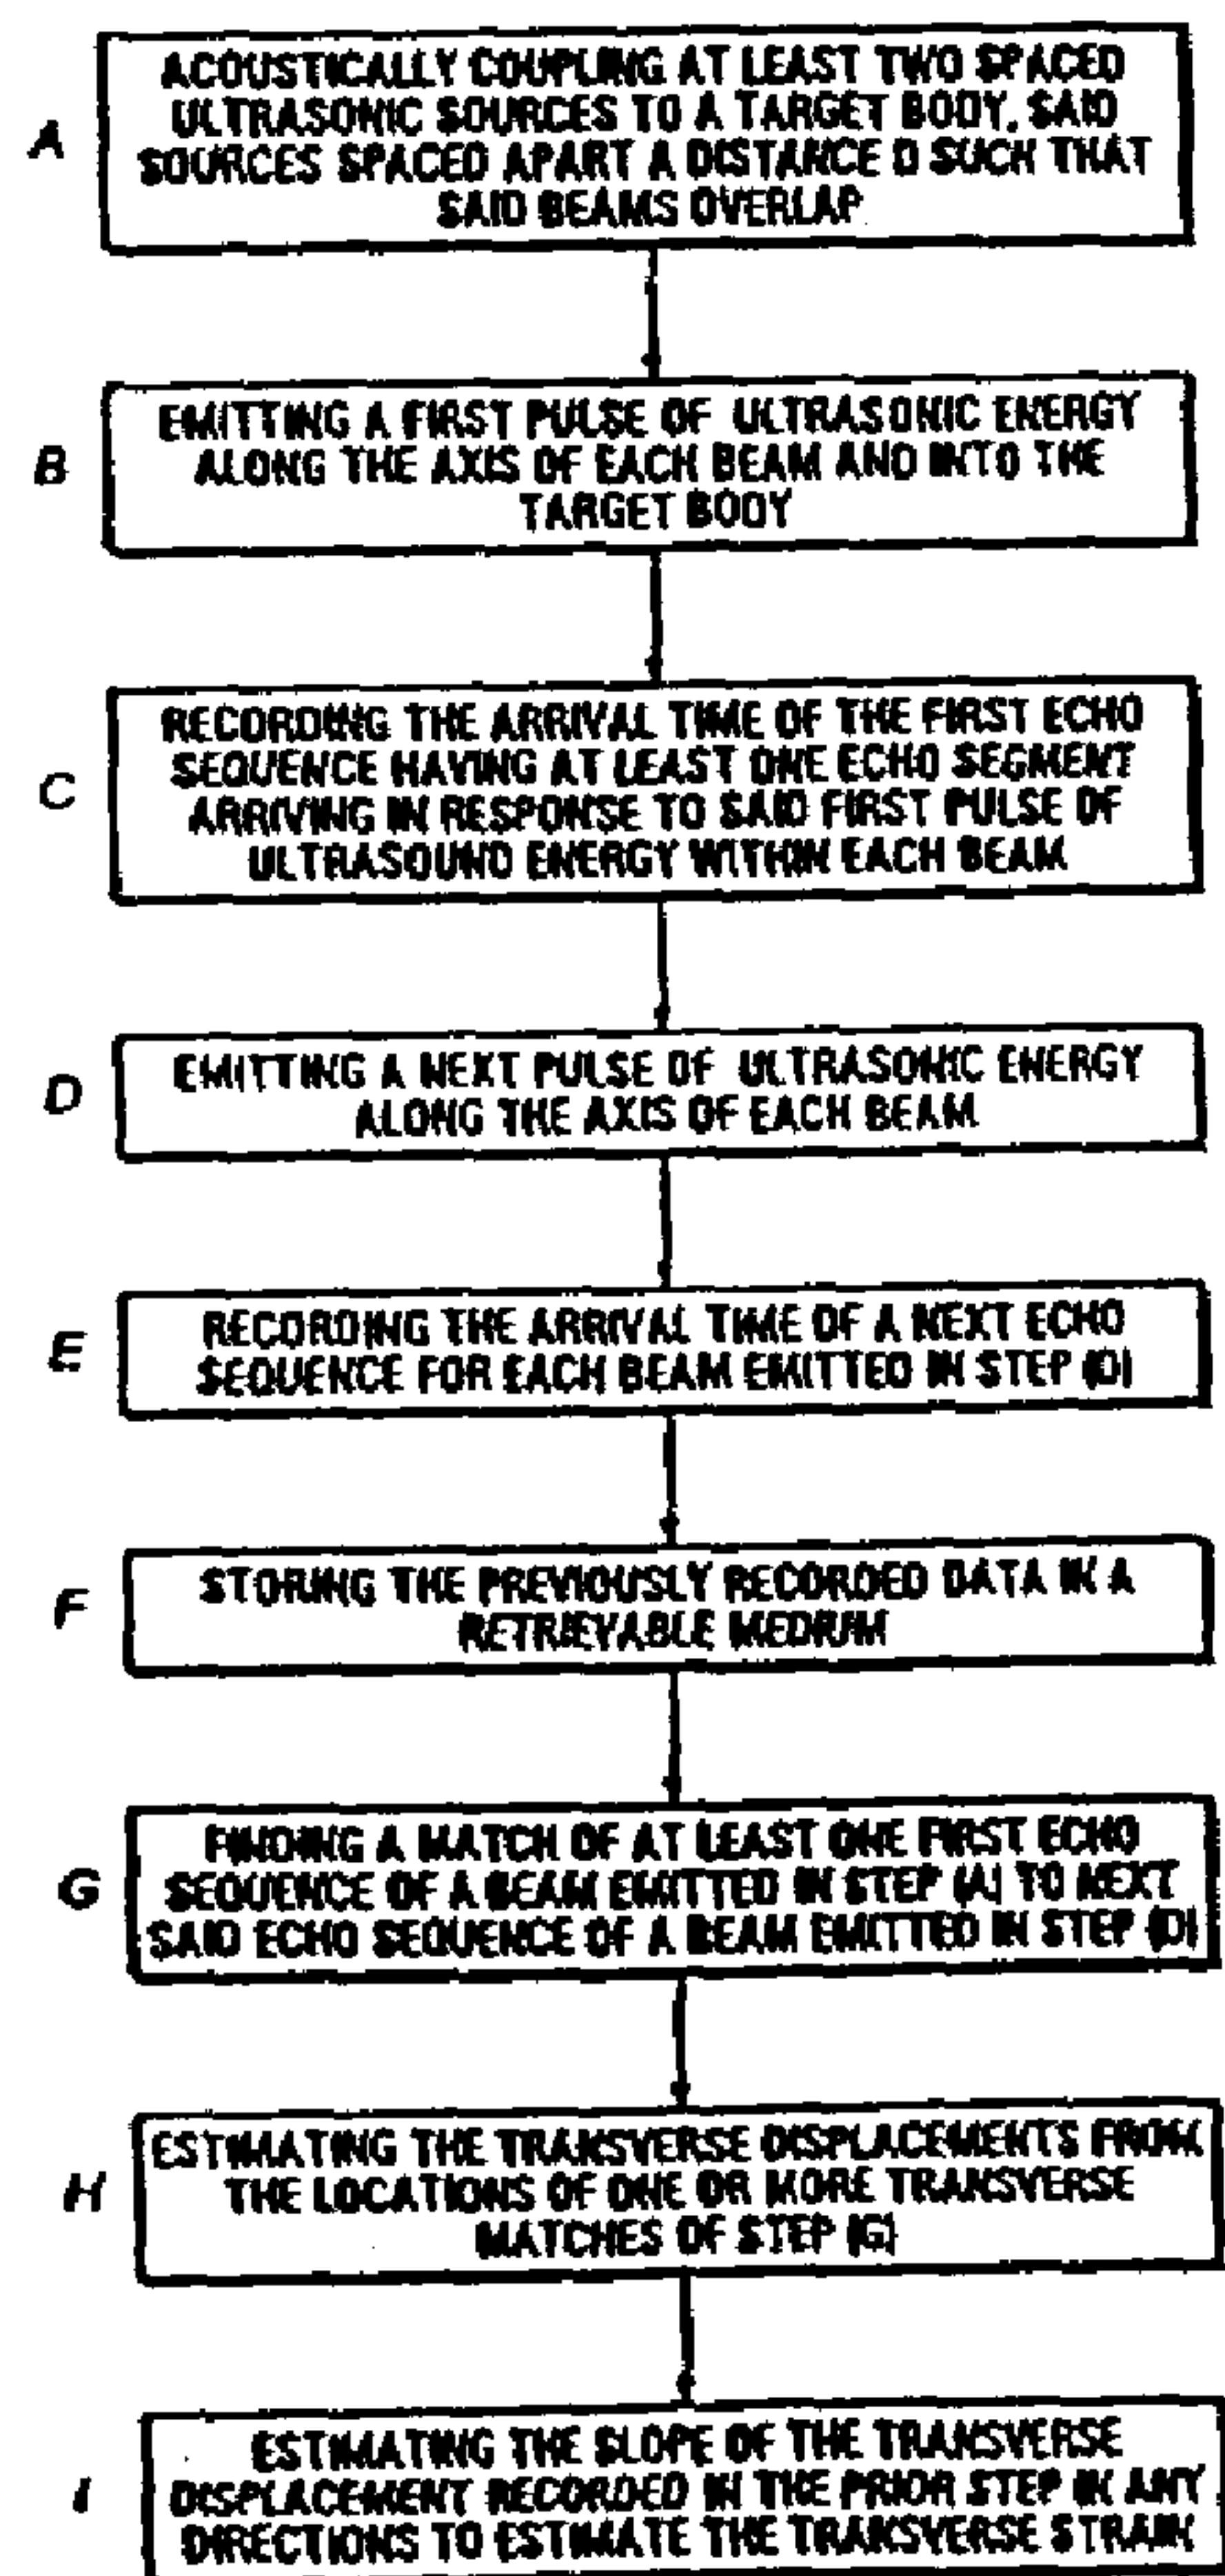 A
ACOUSTICALLY COUPLING AT LEAST TWO SPACED
ULTRASONIC SOURCES TO A TARGET BODY, SAID
SOURCES SPACED APART A DISTANCE D SUCH THAT
SAID BEAMS OVERLAP
B
EMITTING A FIRST PULSE OF ULTRASONIC ENERGY
ALONG THE AXIS OF EACH BEAM AND INTO THE
TARGET BODY
C
RECORDING THE ARRIVAL TIME OF THE FIRST ECHO
SEQUENCE HAVING AT LEAST ONE ECHO SEGMENT
ARRIVING IN RESPONSE TO SAID FIRST PULSE OF
ULTRASOUND ENERGY WITHIN EACH BEAM
D
EMITTING A NEXT PULSE OF ULTRASONIC ENERGY
ALONG THE AXIS OF EACH BEAM
E
RECORDING THE ARRIVAL TIME OF A NEXT ECHO
SEQUENCE FOR EACH BEAM EMITTED IN STEP (D)
F
STORING THE PREVIOUSLY RECORDED DATA IN A
RETRIEVABLE MEDIUM
G
FINDING A MATCH OF AT LEAST ONE FIRST ECHO
SEQUENCE OF A BEAM EMITTED IN STEP (A) TO NEXT
SAID ECHO SEQUENCE OF A BEAM EMITTED IN STEP (D)
H
ESTIMATING THE TRANSVERSE DISPLACEMENTS FROM
THE LOCATIONS OF ONE OR MORE TRANSVERSE
MATCHES OF STEP (G)
I
ESTIMATING THE SLOPE OF THE TRANSVERSE
DISPLACEMENT RECORDED IN THE PRIOR STEP IN ANY
DIRECTIONS TO ESTIMATE THE TRANSVERSE STRAIN